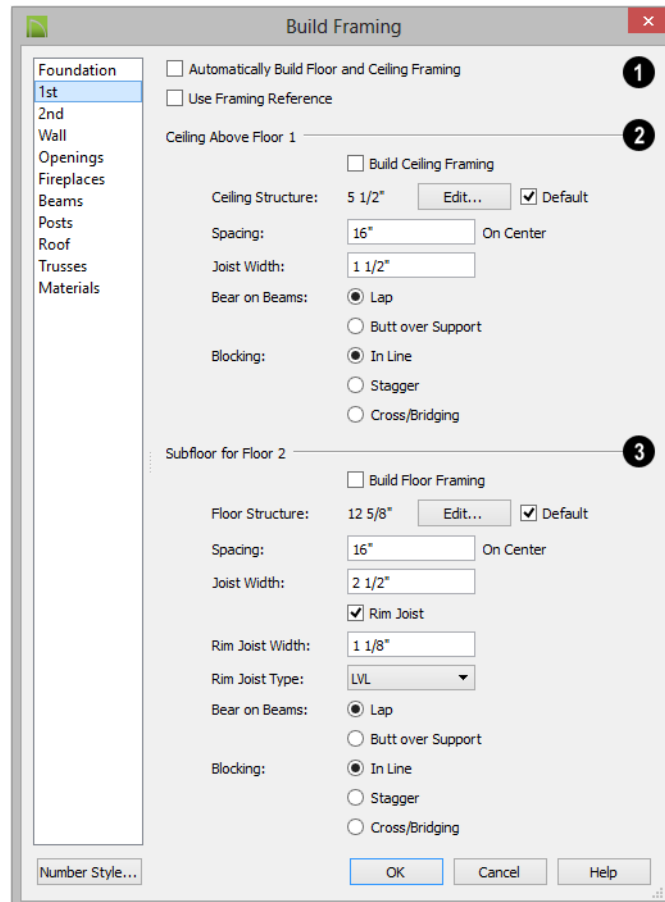 Build Framing
Foundation
1st
2nd
Wall
Openings
Fireplaces
Beams
Posts
Roof
Trusses
Materials
Automatically Build Floor and Ceiling Framing
1
Use Framing Reference
Ceiling Above Floor 1
2
Build Ceiling Framing
Ceiling Structure: 5 1/2" Edit... Default
Spacing: 16" On Center
Joist Width: 1 1/2"
Bear on Beams: Lap
Butt over Support
Blocking: In Line
Stagger
Cross/Bridging
Subfloor for Floor 2
3
Build Floor Framing
Floor Structure: 12 5/8" Edit... Default
Spacing: 16" On Center
Joist Width: 2 1/2"
Rim Joist
Rim Joist Width: 1 1/8"
Rim Joist Type: LVL
Bear on Beams: Lap
Butt over Support
Blocking: In Line
Stagger
Cross/Bridging
Number Style... OK Cancel Help